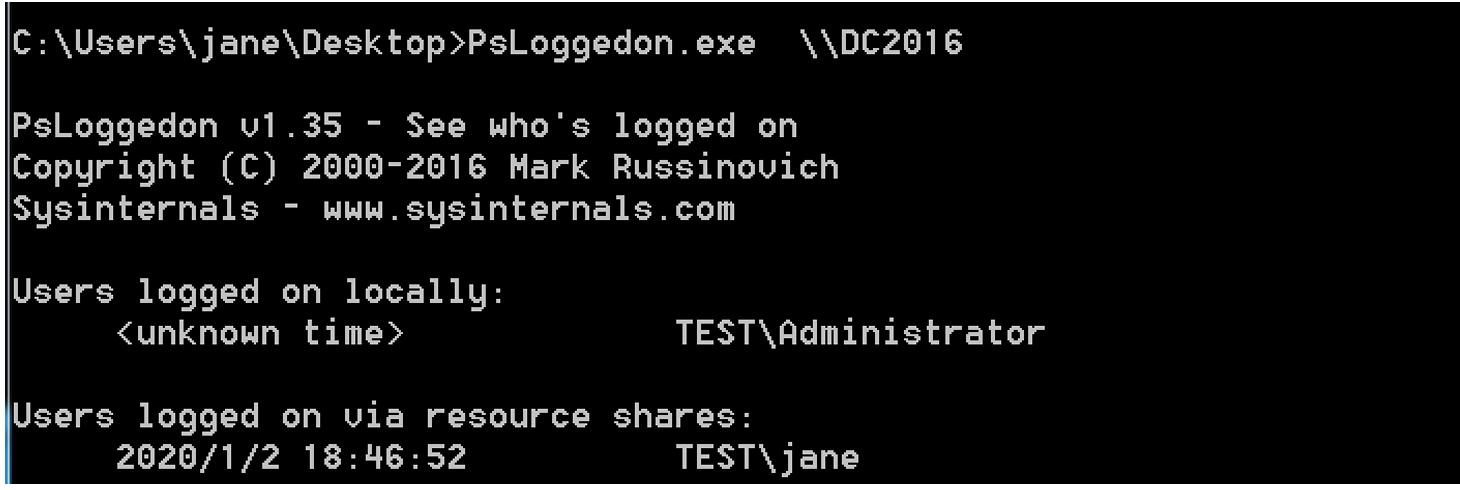 C:\Users\jane\Desktop>PsLoggedon.exe  \\DC2016
PsLoggedon v1.35 - See who's logged on
Copyright (C) 2000-2016 Mark Russinovich
Sysinternals - www.sysinternals.com
Users logged on locally:
     <unknown time>             TEST\Administrator
Users logged on via resource shares:
     2020/1/2 18:46:52          TEST\jane